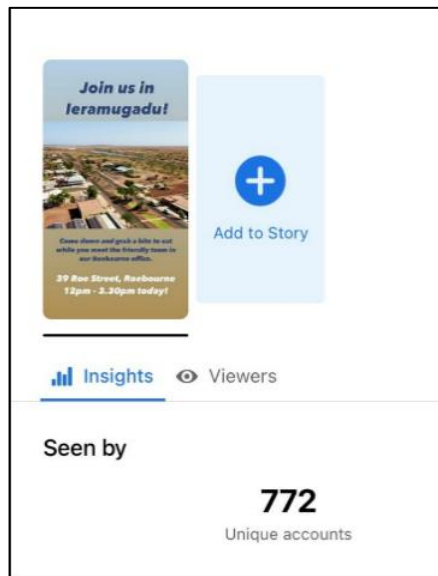 Join us in
Ieramugadu!
Come down and grab a bite to eat
while you meet the friendly team in
our Roebourne office.
39 Roe Street, Roebourne
12pm - 3.30pm today!
Add to Story
Insights
Viewers
Seen by
772
Unique accounts